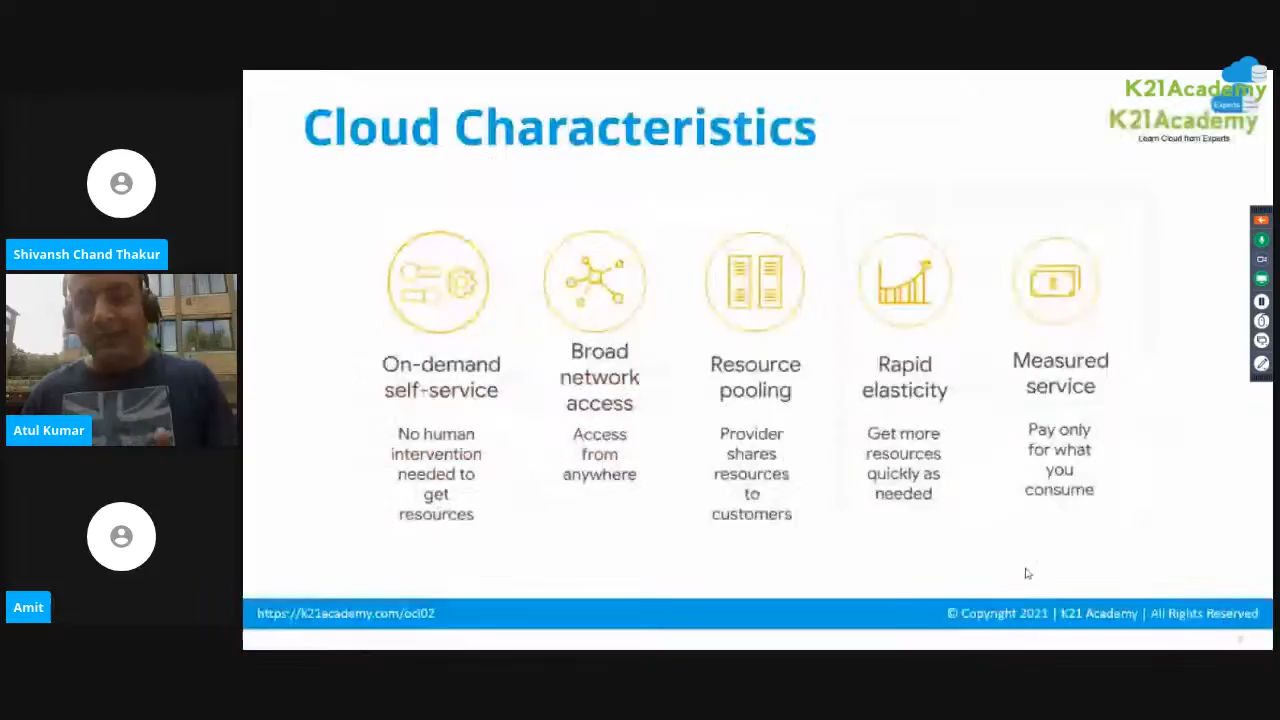 Cloud Characteristics
K21Academy
Experts
K21Academy
Learn Cloud from Experts
Shivansh Chand Thakur
Atul Kumar
Amit
On-demand
self-service
No human
intervention
needed to
get
resources
Broad
network
access
Access
from
anywhere
Resource
pooling
Provider
shares
resources
to
customers
Rapid
elasticity
Get more
resources
quickly as
needed
Measured
service
Pay only
for what
you
consume
https://k21academy.com/oci02
© Copyright 2021 | K21 Academy | All Rights Reserved